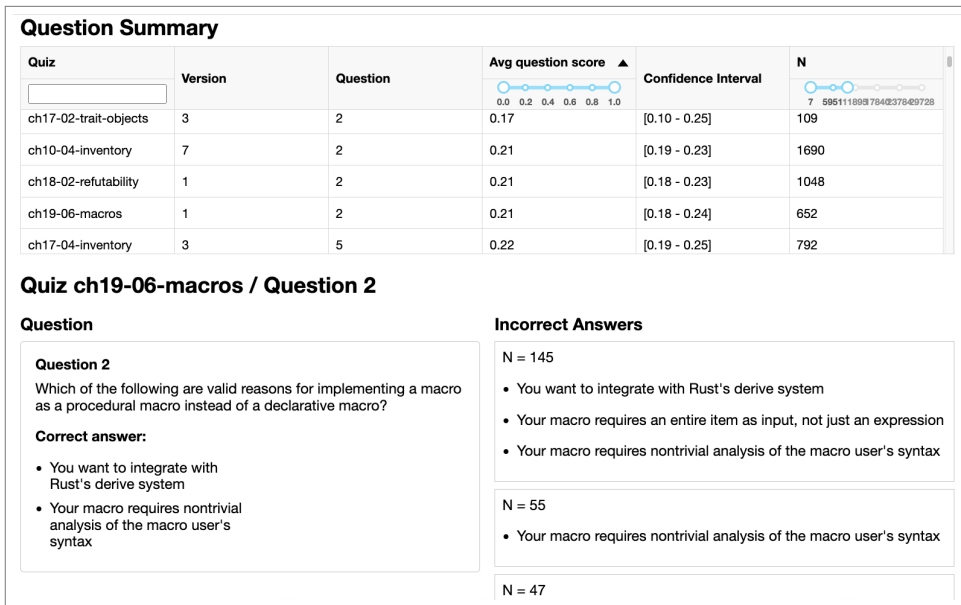 Question Summary
Quiz Version Question Avg question score ▲ Confidence Interval N
0.0 0.2 0.4 0.6 0.8 1.0 7 5951 11895 17840 23784 29728
ch17-02-trait-objects 3 2 0.17 [0.10 - 0.25] 109
ch10-04-inventory 7 2 0.21 [0.19 - 0.23] 1690
ch18-02-refutability 1 2 0.21 [0.18 - 0.23] 1048
ch19-06-macros 1 2 0.21 [0.18 - 0.24] 652
ch17-04-inventory 3 5 0.22 [0.19 - 0.25] 792
Quiz ch19-06-macros / Question 2
Question
Question 2
Which of the following are valid reasons for implementing a macro
as a procedural macro instead of a declarative macro?
Correct answer:
• You want to integrate with
Rust's derive system
• Your macro requires nontrivial
analysis of the macro user's
syntax
Incorrect Answers
N = 145
• You want to integrate with Rust's derive system
• Your macro requires an entire item as input, not just an expression
• Your macro requires nontrivial analysis of the macro user's syntax
N = 55
• Your macro requires nontrivial analysis of the macro user's syntax
N = 47